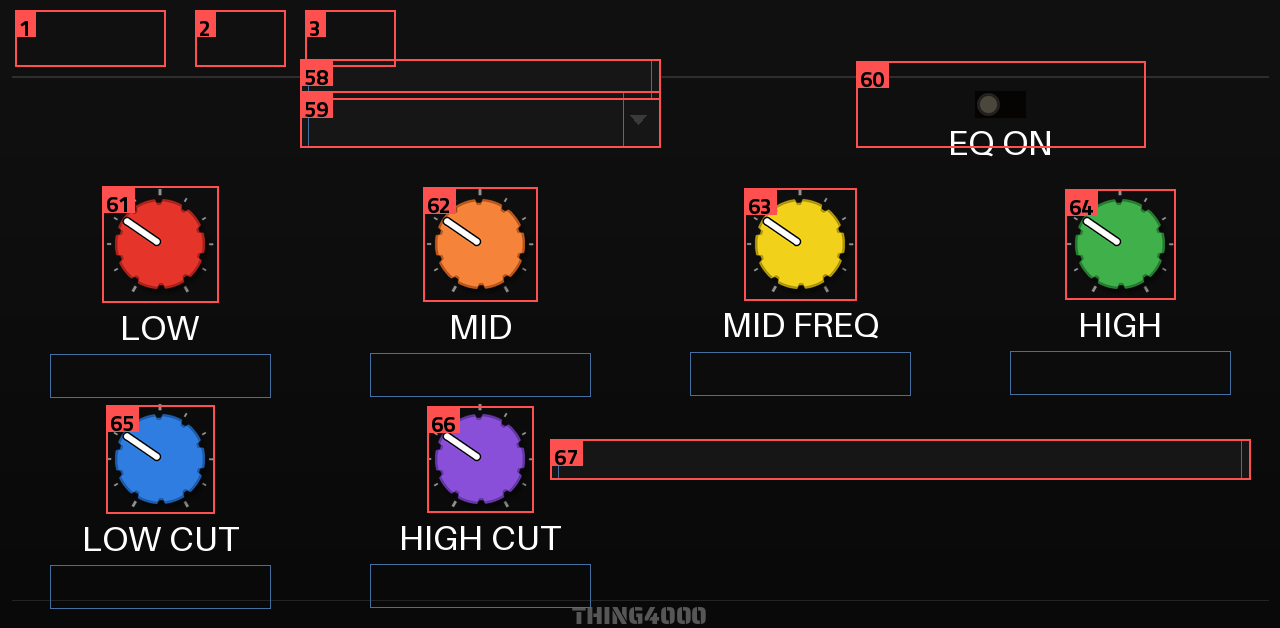 1
2
3
58
59
60
EQ ON
61
62
63
64
LOW
MID
MID FREQ
HIGH
65
66
67
LOW CUT
HIGH CUT
THING4000